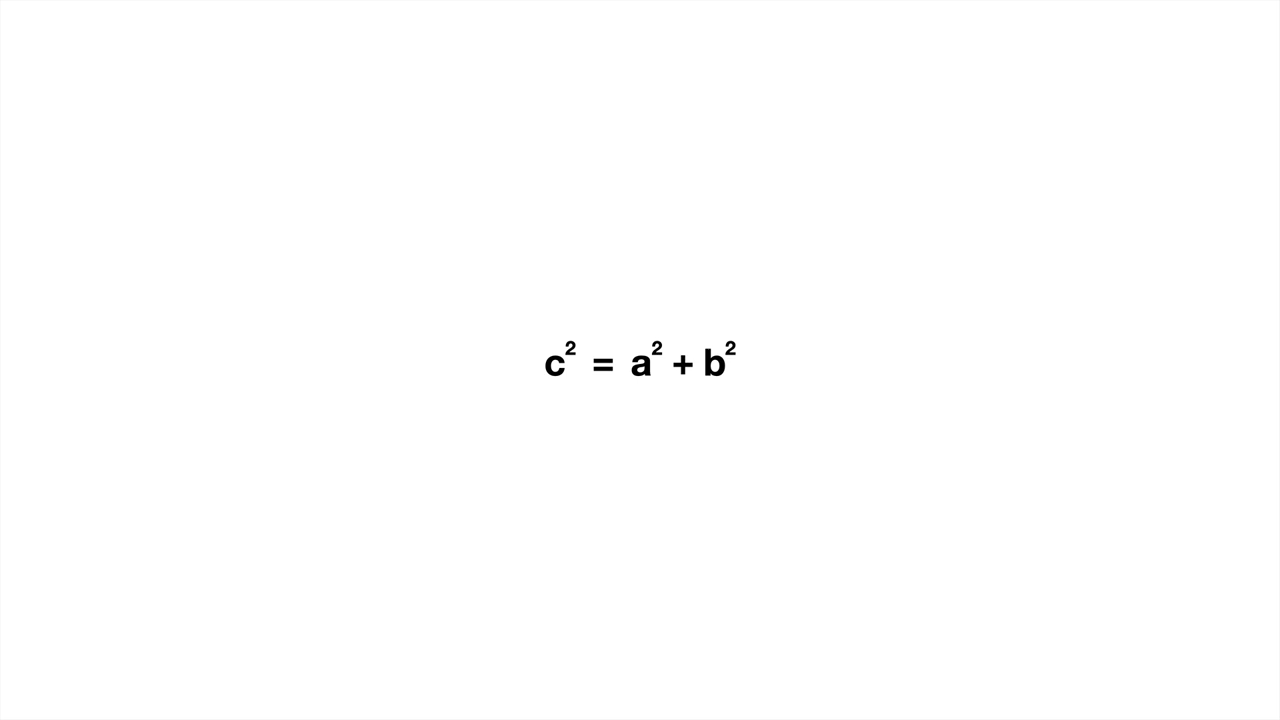 c² = a² + b²